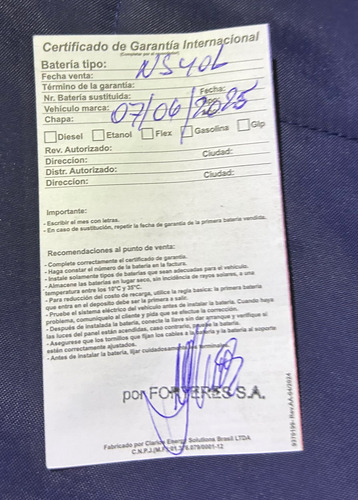 Certificado de Garantía Internacional
Batería tipo: NS40L
Fecha venta:
Término de la garantía:
Nr. Batería sustituida:
Vehículo marca: 07/06/2025
Chapa:
Diesel Etanol Flex Gasolina Glp
Rev. Autorizado:
Direccion: Ciudad:
Distr. Autorizado:
Direccion: Ciudad:
Importante:
- Escribir el mes con letras.
- En caso de sustitución, repetir la fecha de garantía de la primera batería vendida.
Recomendaciones al punto de venta:
- Complete correctamente el certificado de garantía.
- Haga constar el número de la batería en la factura.
- Instale solamente tipos de baterías que sean adecuadas para el vehículo.
- Almacene las baterías en lugar seco, sin incidencia de rayos solares, a una
temperatura entre los 10°C y 35°C.
- Para reducción del costo de recarga, utilice la regla básica: la primera batería
que entra en el deposito debe ser la primera a salir.
- Pruebe el sistema eléctrico del vehículo antes de instalar la batería. Cuando haya
problema, comuníquelo al cliente y pida que se efectue la corrección.
- Después de instalada la batería, conecte la llave sin dar arranque y verifique si
las luces del panel están acendidas, caso contrario, pruebe la batería.
- Asegurese que los tornillos que fijan los cables a la batería y la batería al soporte
están correctamente ajustados.
- Antes de instalar la batería, lijar cuidadosamente los terminales.
por FORTERES S.A.
Fabricado por Clarios Energy Solutions Brasil LTDA